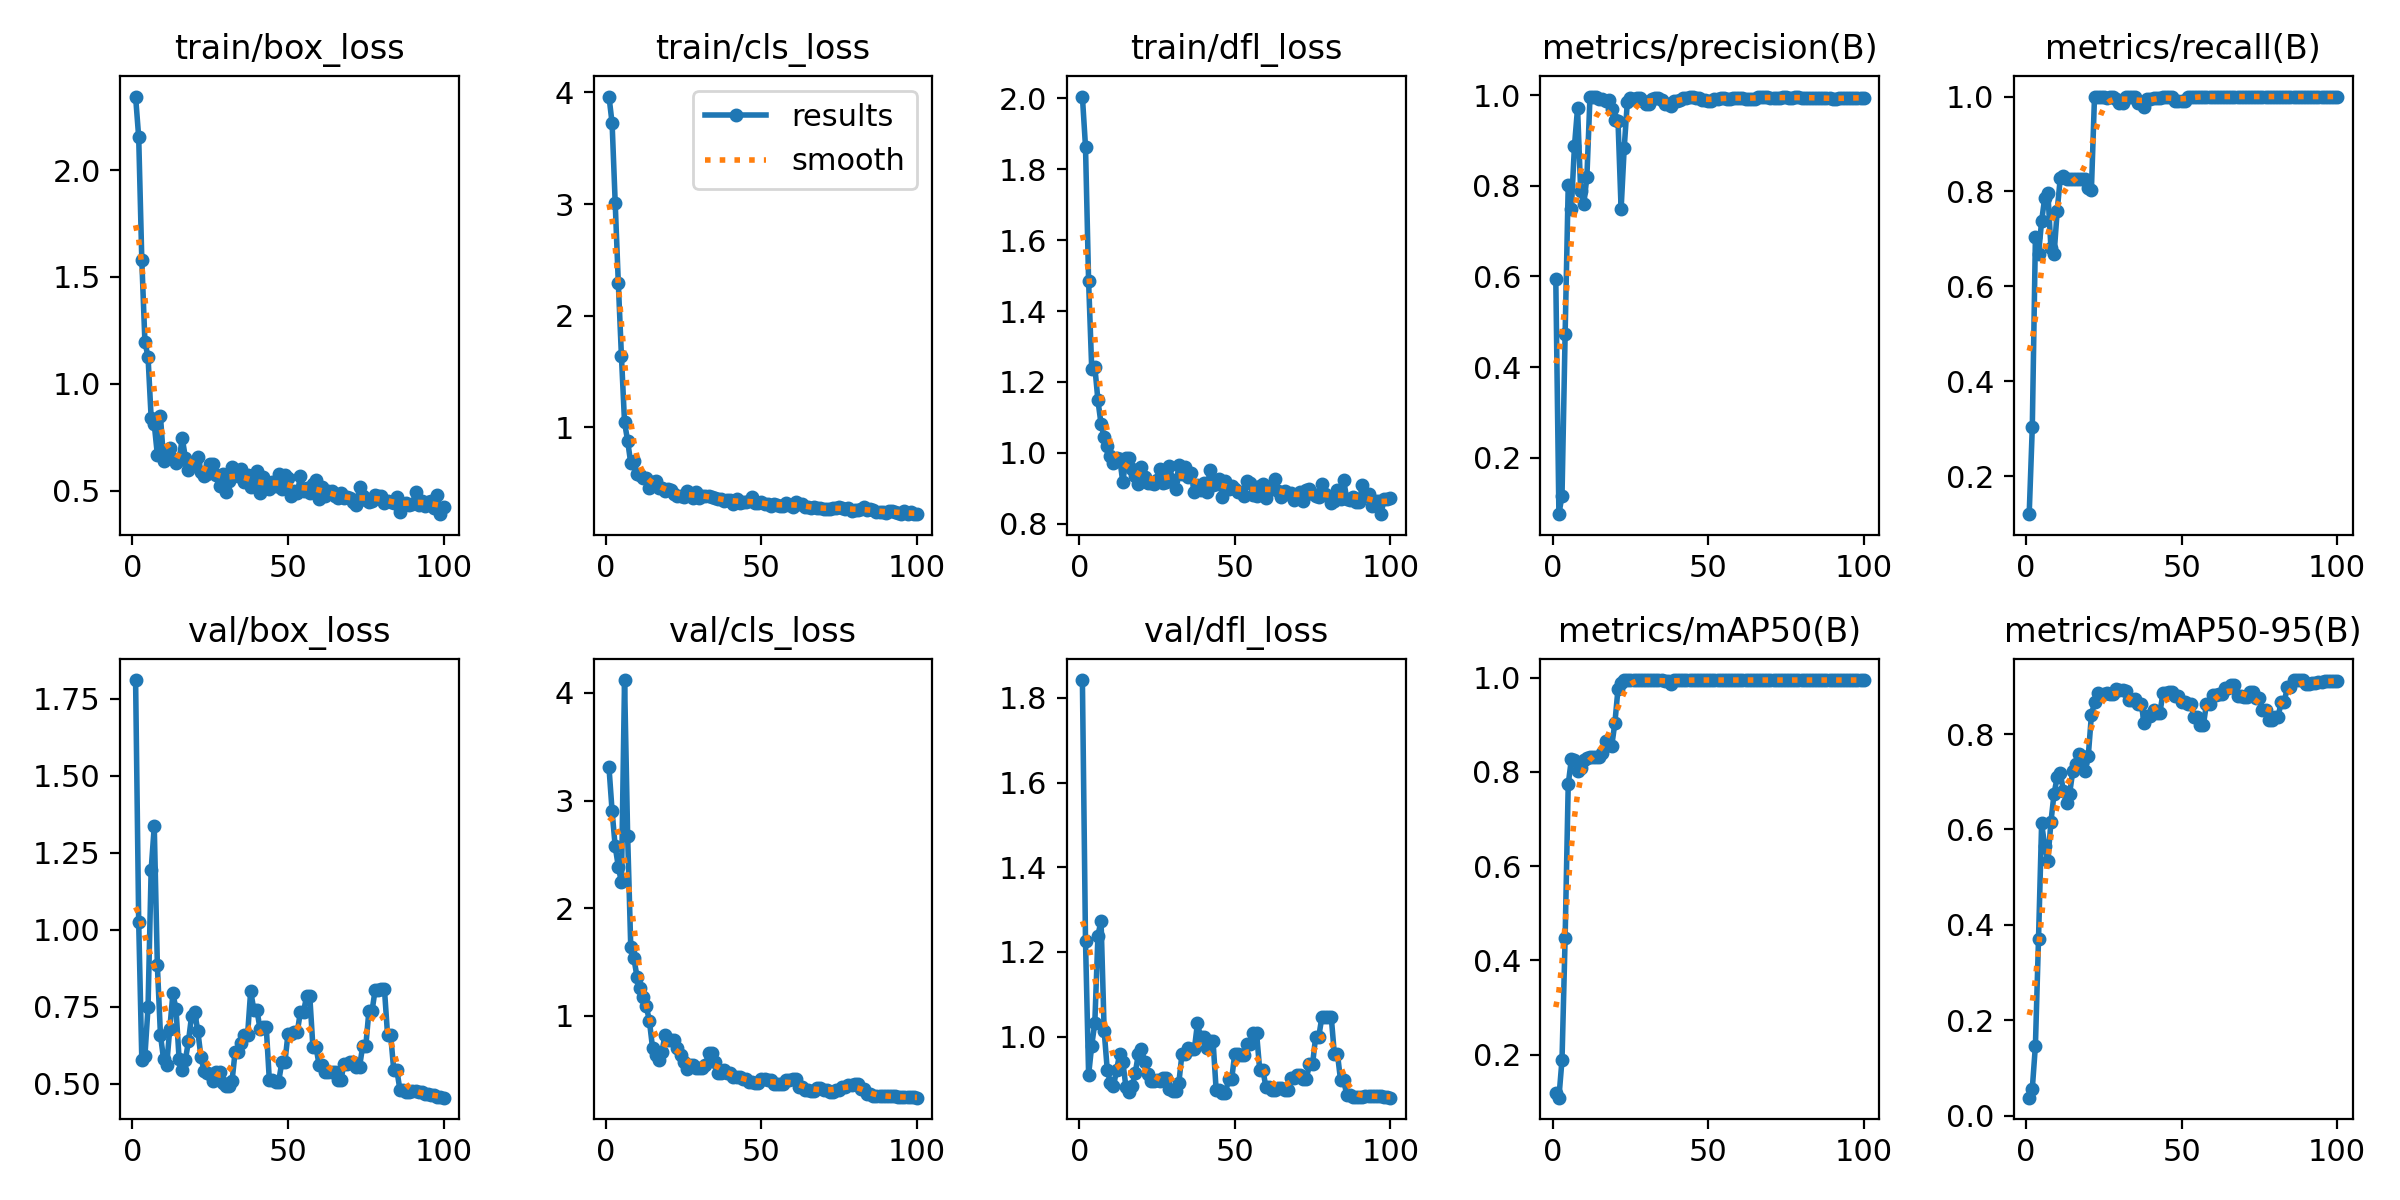 train/box_loss
2.0
1.5
1.0
0.5
0 50 100
train/cls_loss
results
smooth
4
3
2
1
0 50 100
train/dfl_loss
2.0
1.8
1.6
1.4
1.2
1.0
0.8
0 50 100
metrics/precision(B)
1.0
0.8
0.6
0.4
0.2
0 50 100
metrics/recall(B)
1.0
0.8
0.6
0.4
0.2
0 50 100
val/box_loss
1.75
1.50
1.25
1.00
0.75
0.50
0 50 100
val/cls_loss
4
3
2
1
0 50 100
val/dfl_loss
1.8
1.6
1.4
1.2
1.0
0 50 100
metrics/mAP50(B)
1.0
0.8
0.6
0.4
0.2
0 50 100
metrics/mAP50-95(B)
0.8
0.6
0.4
0.2
0.0
0 50 100